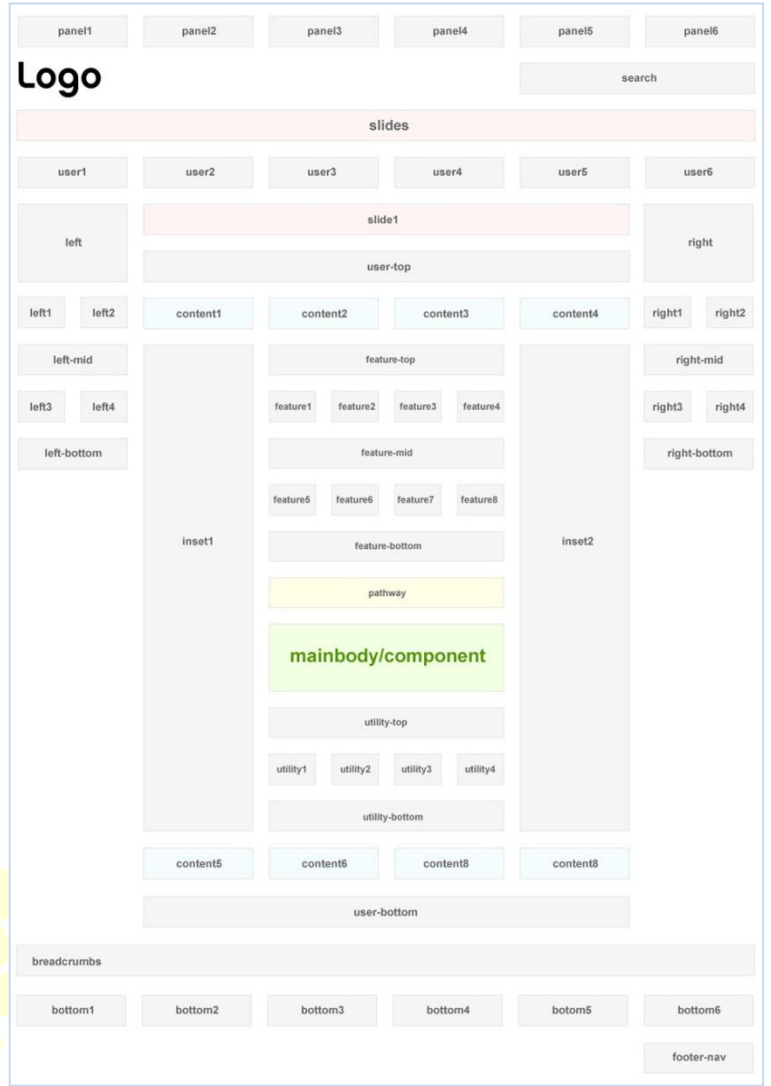 panel1 panel2 panel3 panel4 panel5 panel6
Logo
search
slides
user1 user2 user3 user4 user5 user6
left
slide1
right
user-top
left1 left2 content1 content2 content3 content4 right1 right2
left-mid feature-top right-mid
left3 left4 feature1 feature2 feature3 feature4 right3 right4
left-bottom feature-mid right-bottom
feature5 feature6 feature7 feature8
inset1 feature-bottom inset2
pathway
mainbody/component
utility-top
utility1 utility2 utility3 utility4
utility-bottom
content5 content6 content8 content8
user-bottom
breadcrumbs
bottom1 bottom2 bottom3 bottom4 botom5 bottom6
footer-nav